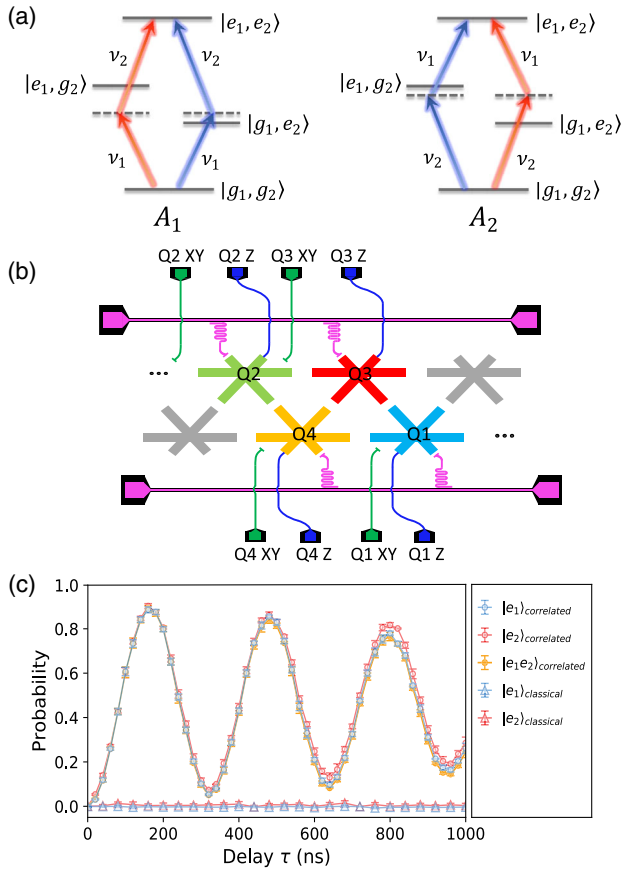 (a)
|e₁, e₂⟩
|e₁, e₂⟩
ν₂
ν₂
ν₁
ν₁
|e₁, g₂⟩
|e₁, g₂⟩
|g₁, e₂⟩
|g₁, e₂⟩
ν₁
ν₁
ν₂
ν₂
|g₁, g₂⟩
|g₁, g₂⟩
A₁
A₂
(b)
Q2 XY Q2 Z Q3 XY Q3 Z
... Q2 Q3
Q4 Q1 ...
Q4 XY Q4 Z Q1 XY Q1 Z
(c)
Probability
1.0
0.8
0.6
0.4
0.2
0.0
0 200 400 600 800 1000
Delay τ (ns)
|e₁⟩correlated
|e₂⟩correlated
|e₁e₂⟩correlated
|e₁⟩classical
|e₂⟩classical